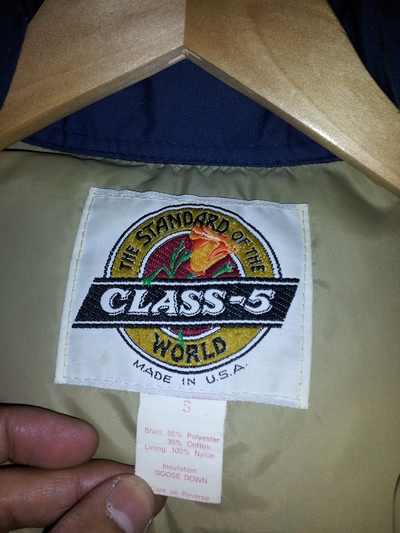 THE STANDARD OF THE
CLASS-5
WORLD
MADE IN U.S.A.
S
Shell: 65% Polyester
35% Cotton
Lining: 100% Nylon
Insulation:
GOOSE DOWN
Care on Reverse